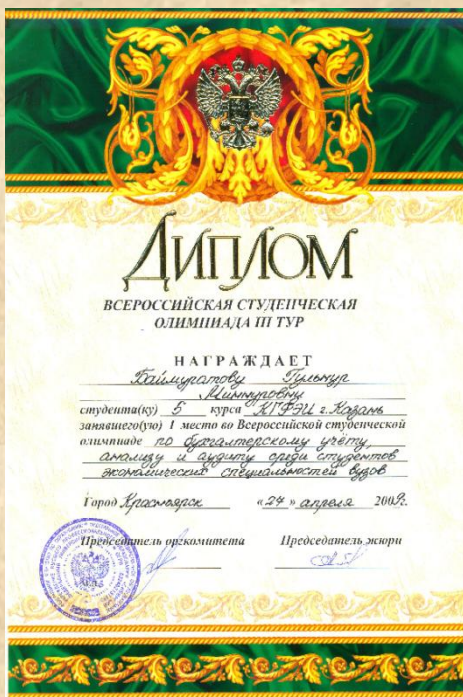 ДИПЛОМ
ВСЕРОССИЙСКАЯ СТУДЕНЧЕСКАЯ
ОЛИМПИАДА III ТУР
НАГРАЖДАЕТ
Баймуратову Гульнур
студента(ку) 5 курса КГФЭИ г. Казань
занявшего(ую) 1 место во Всероссийской студенческой
олимпиаде по бухгалтерскому учёту,
анализу и аудиту среди студентов
экономических специальностей вузов
Город Красноярск «24» апреля 2009г.
Председатель оргкомитета Председатель жюри